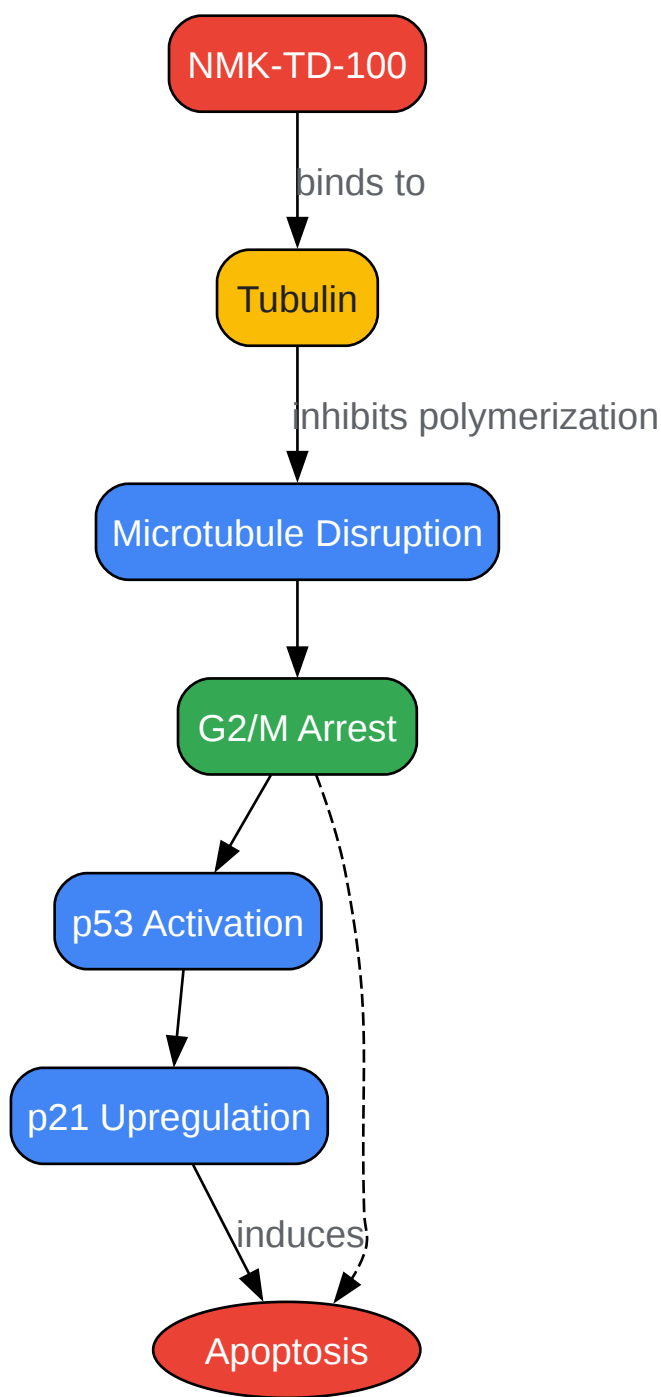 NMK-TD-100
binds to
Tubulin
inhibits polymerization
Microtubule Disruption
G2/M Arrest
p53 Activation
p21 Upregulation
induces
Apoptosis